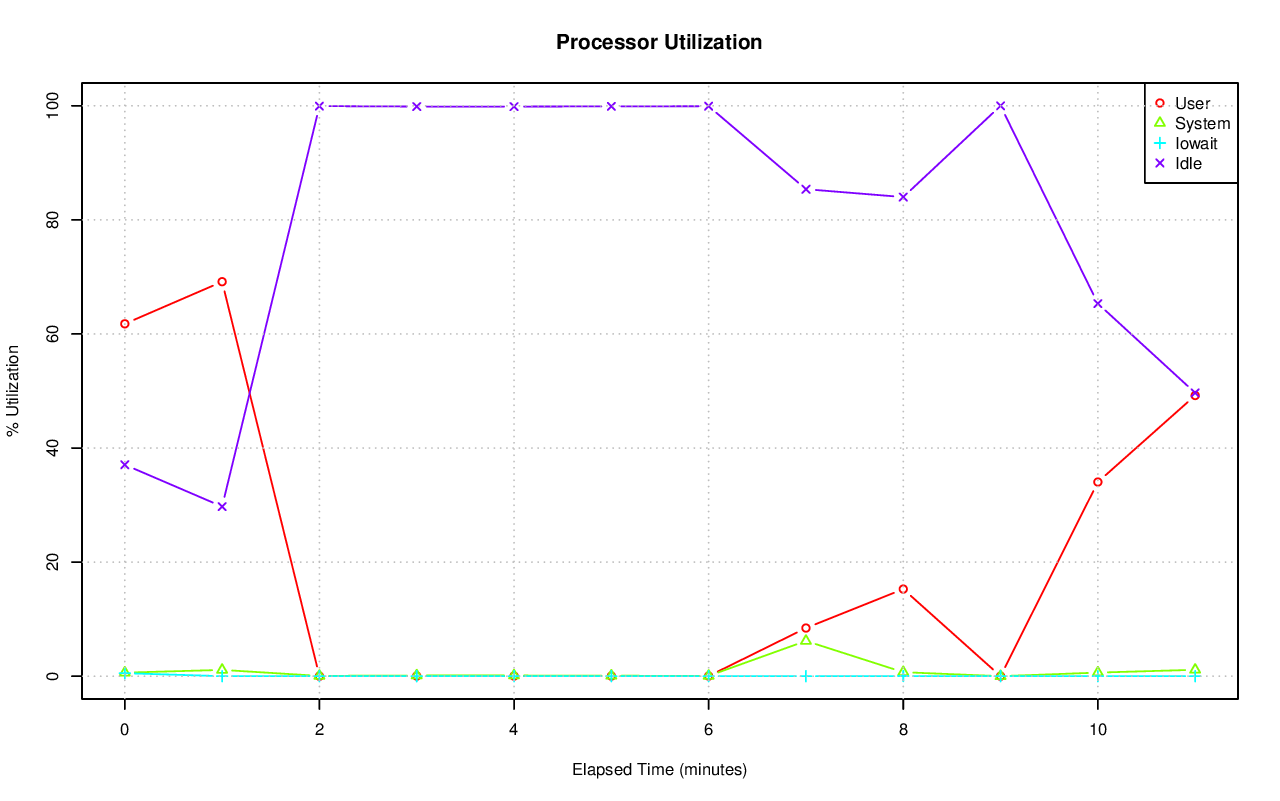 Processor Utilization
% Utilization
100
80
60
40
20
0
User
System
Iowait
Idle
0 2 4 6 8 10
Elapsed Time (minutes)